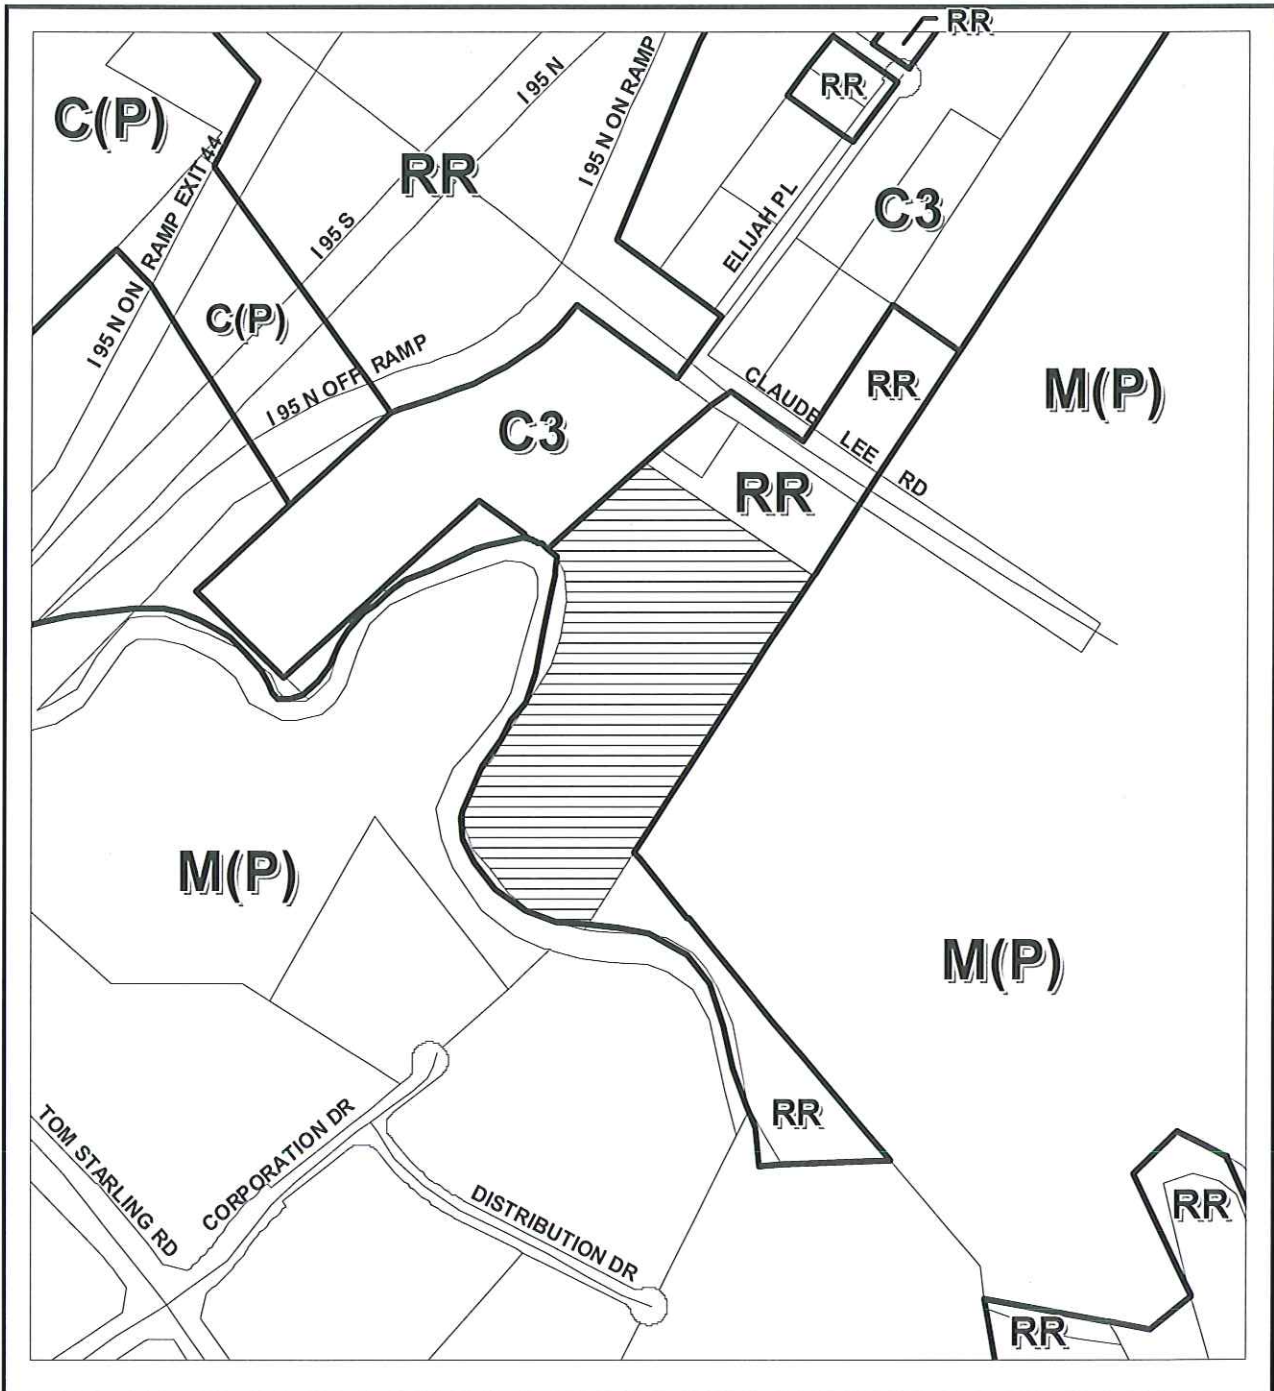 RR
C(P)
RR
I 95 N
I 95 N ON RAMP
RR
I 95 N ON RAMP EXIT 44
I 95 S
ELIJAH PL
C3
C(P)
I 95 N OFF RAMP
C3
CLAUDE LEE RD
RR
M(P)
RR
M(P)
M(P)
RR
TOM STARLING RD
CORPORATION DR
DISTRIBUTION DR
RR
RR